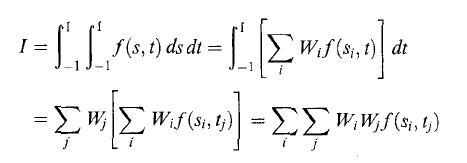 I = ∫_{-1}^{1} ∫_{-1}^{1} f(s, t) ds dt = ∫_{-1}^{1} [∑_i W_i f(s_i, t)] dt
= ∑_j W_j [∑_i W_i f(s_i, t_j)] = ∑_i ∑_j W_i W_j f(s_i, t_j)